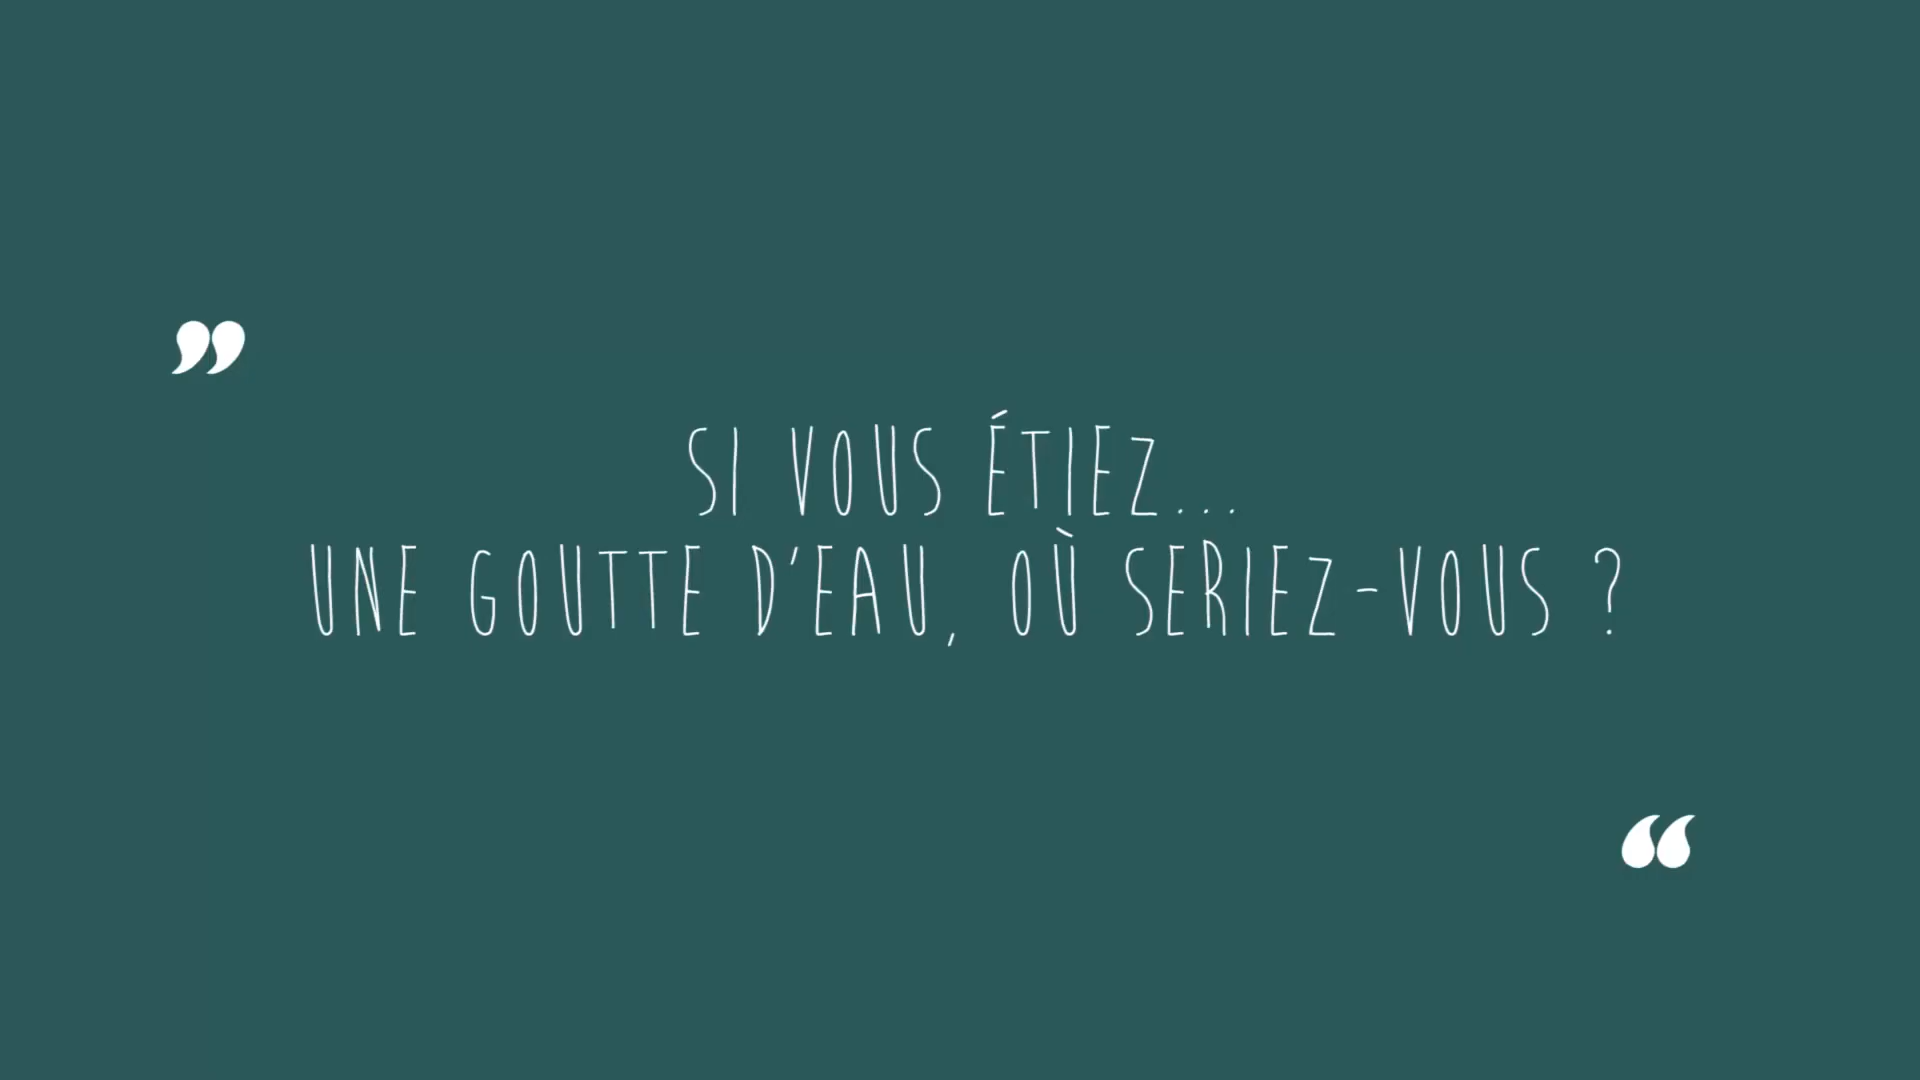 ”
SI VOUS ÉTIEZ...
UNE GOUTTE D’EAU, OÙ SERIEZ-VOUS ?
“